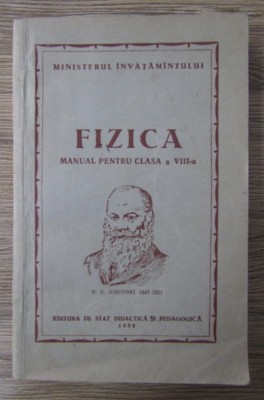 MINISTERUL ÎNVĂȚĂMÎNTULUI
FIZICA
MANUAL PENTRU CLASA a VIII-a
EDITURA DE STAT DIDACTICĂ ȘI PEDAGOGICĂ